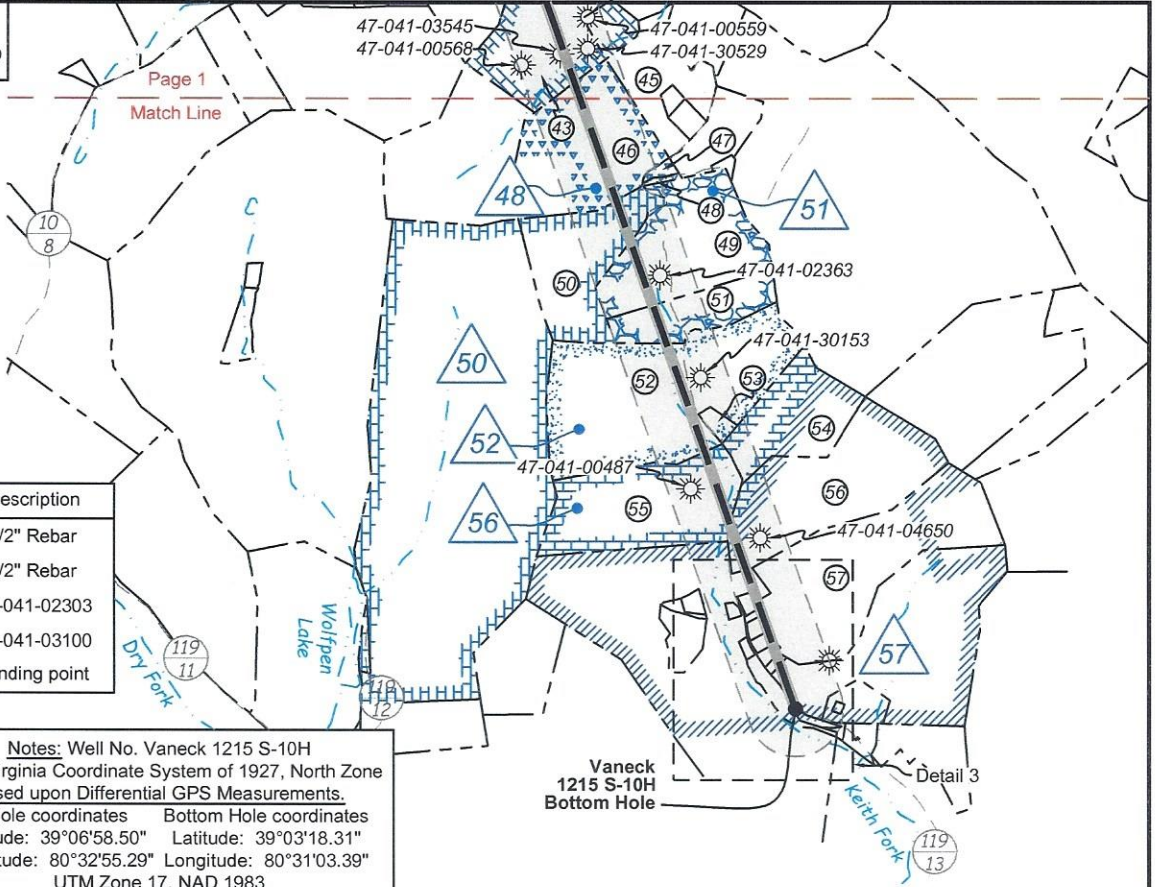 47-041-03545
47-041-00568
47-041-00559
47-041-30529
Page 1
Match Line
45
43
46
47
48
48
51
10
8
49
47-041-02363
50
51
50
47-041-30153
52
53
54
52
47-041-00487
56
56
55
47-041-04650
57
57
escription
/2" Rebar
/2" Rebar
-041-02303
-041-03100
nding point
Dry Fork
119
11
Wolfpen
Lake
119
12
Notes: Well No. Vaneck 1215 S-10H
rginia Coordinate System of 1927, North Zone
sed upon Differential GPS Measurements.
ole coordinates Bottom Hole coordinates
ude: 39°06'58.50" Latitude: 39°03'18.31"
tude: 80°32'55.29" Longitude: 80°31'03.39"
UTM Zone 17, NAD 1983
Vaneck
1215 S-10H
Bottom Hole
Detail 3
Keith Fork
119
13